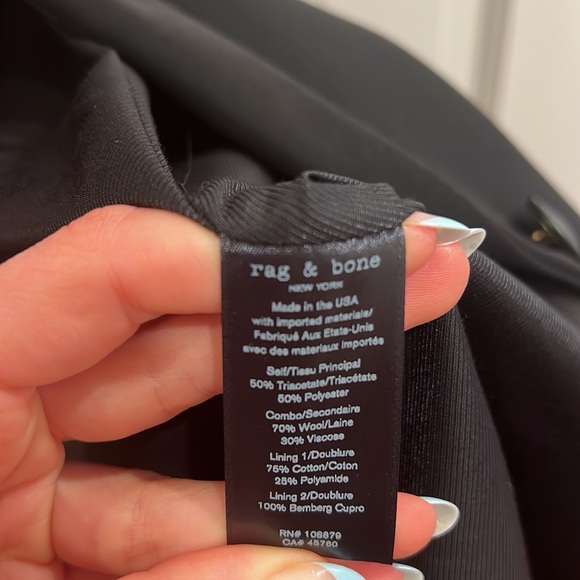 rag & bone
NEW YORK
Made in the USA
with imported materials/
Fabriqué Aux Etats-Unis
avec des materiaux importés
Self/Tissu Principal
50% Triacetate/Triacétate
50% Polyester
Combo/Secondaire
70% Wool/Laine
30% Viscose
Lining 1/Doublure
75% Cotton/Coton
25% Polyamide
Lining 2/Doublure
100% Bemberg Cupro
RN# 108879
CA# 45760